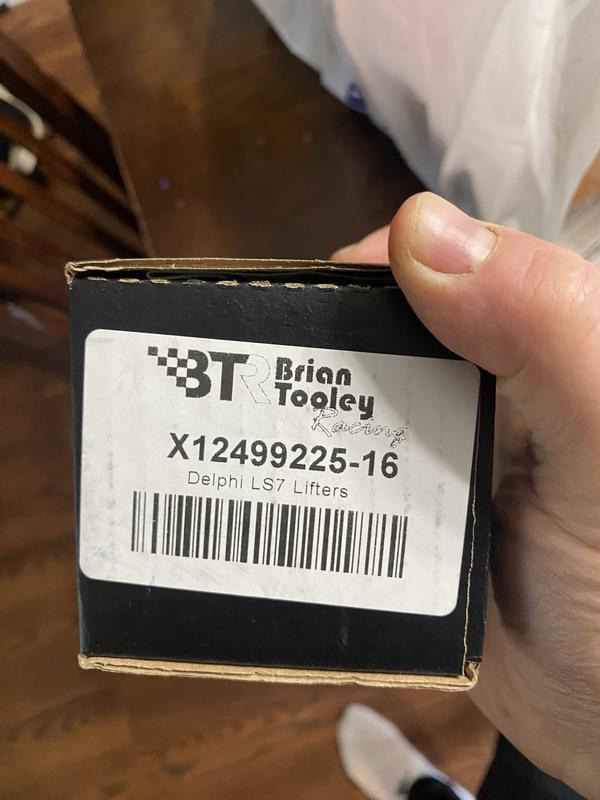 BTR Brian
Tooley
Racing
X12499225-16
Delphi LS7 Lifters